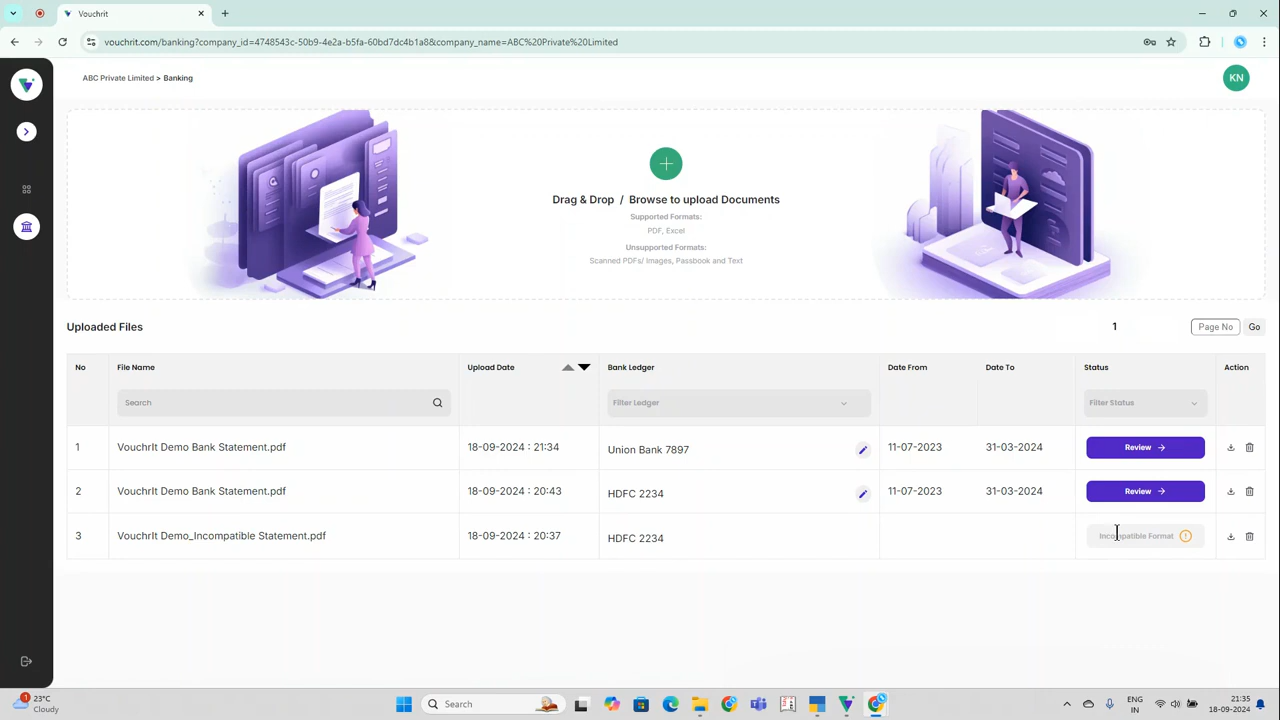 Vouchrit
vouchrit.com/banking?company_id=4748543c-50b9-4e2a-b5fa-60bd7dc4b1a8&company_name=ABC%20Private%20Limited
ABC Private Limited > Banking
KN
Drag & Drop / Browse to upload Documents
Supported Formats:
PDF, Excel
Unsupported Formats:
Scanned PDFs/ Images, Passbook and Text
Uploaded Files
1
Page No
Go
No File Name Upload Date Bank Ledger Date From Date To Status Action
Search Filter Ledger Filter Status
1 VouchrIt Demo Bank Statement.pdf 18-09-2024 : 21:34 Union Bank 7897 11-07-2023 31-03-2024 Review
2 VouchrIt Demo Bank Statement.pdf 18-09-2024 : 20:43 HDFC 2234 11-07-2023 31-03-2024 Review
3 VouchrIt Demo_Incompatible Statement.pdf 18-09-2024 : 20:37 HDFC 2234 Incompatible Format
1
23°C
Cloudy
Search
ENG
IN
21:35
18-09-2024